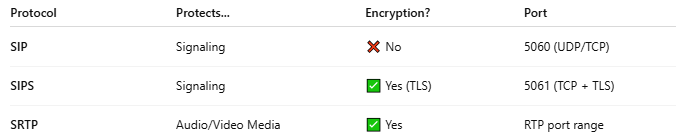 Protocol Protects... Encryption? Port
SIP Signaling ❌ No 5060 (UDP/TCP)
SIPS Signaling ✅ Yes (TLS) 5061 (TCP + TLS)
SRTP Audio/Video Media ✅ Yes RTP port range